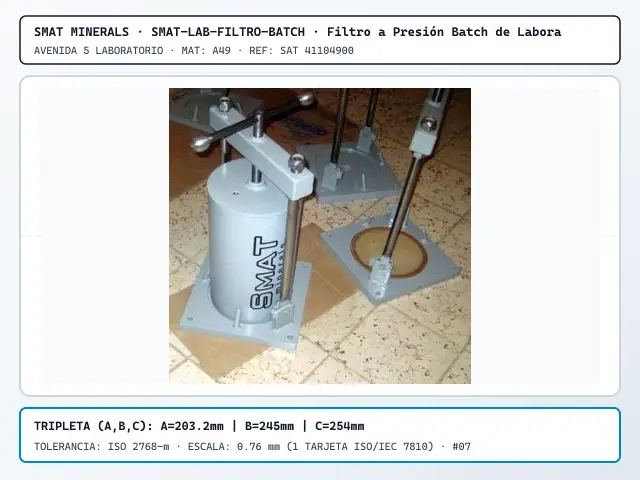 SMAT MINERALS · SMAT-LAB-FILTRO-BATCH · Filtro a Presión Batch de Labora
AVENIDA 5 LABORATORIO · MAT: A49 · REF: SAT 41104900
SMAT
minerals
TRIPLETA (A,B,C): A=203.2mm | B=245mm | C=254mm
TOLERANCIA: ISO 2768-m · ESCALA: 0.76 mm (1 TARJETA ISO/IEC 7810) · #07